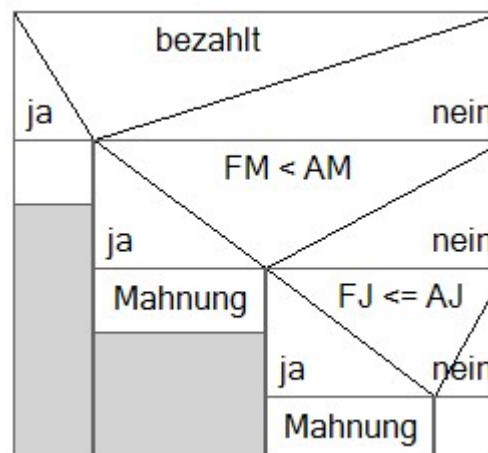 bezahlt
ja nein
FM < AM
ja nein
Mahnung FJ <= AJ
ja nein
Mahnung